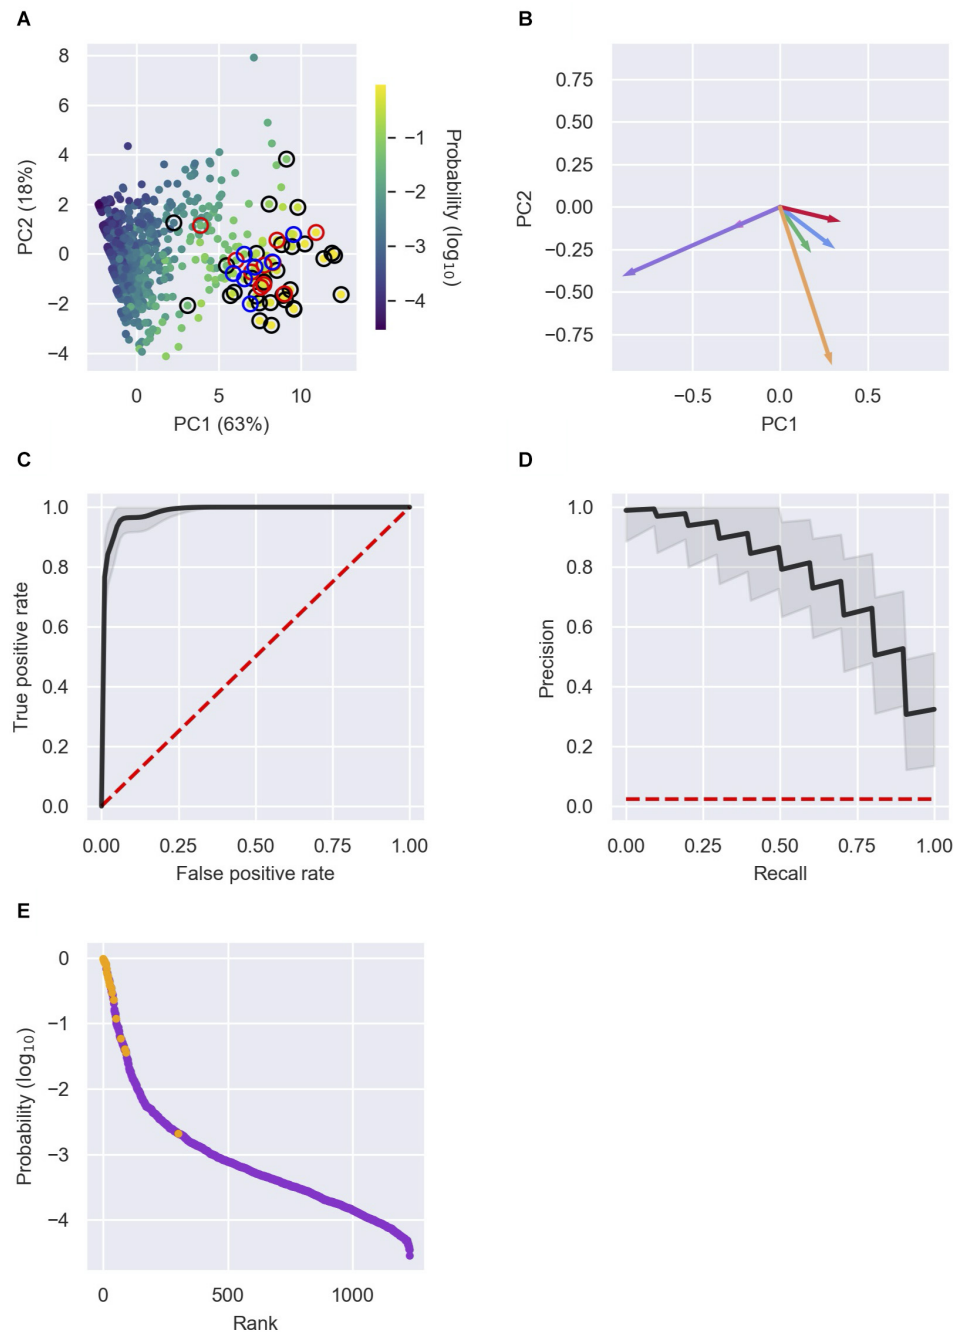 A
8
6
4
2
0
−2
−4
PC2 (18%)
0 5 10
PC1 (63%)
−1
−2
−3
−4
Probability (log₁₀)
B
0.75
0.50
0.25
0.00
−0.25
−0.50
−0.75
PC2
−0.5 0.0 0.5
PC1
C
1.0
0.8
0.6
0.4
0.2
0.0
True positive rate
0.00 0.25 0.50 0.75 1.00
False positive rate
D
1.0
0.8
0.6
0.4
0.2
0.0
Precision
0.00 0.25 0.50 0.75 1.00
Recall
E
0
−1
−2
−3
−4
Probability (log₁₀)
0 500 1000
Rank